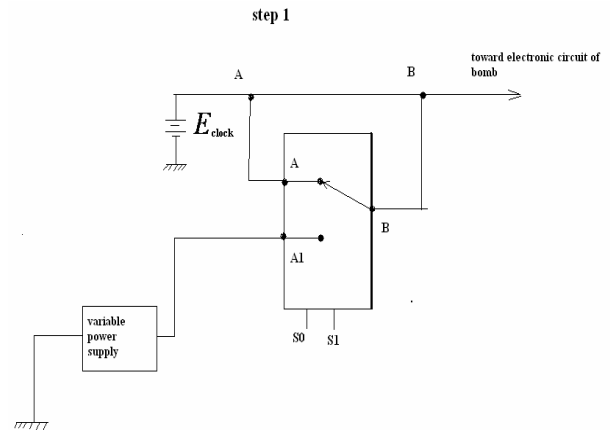 step 1
A
B
toward electronic circuit of
bomb
E clock
A
B
A1
variable
power
supply
S0 S1